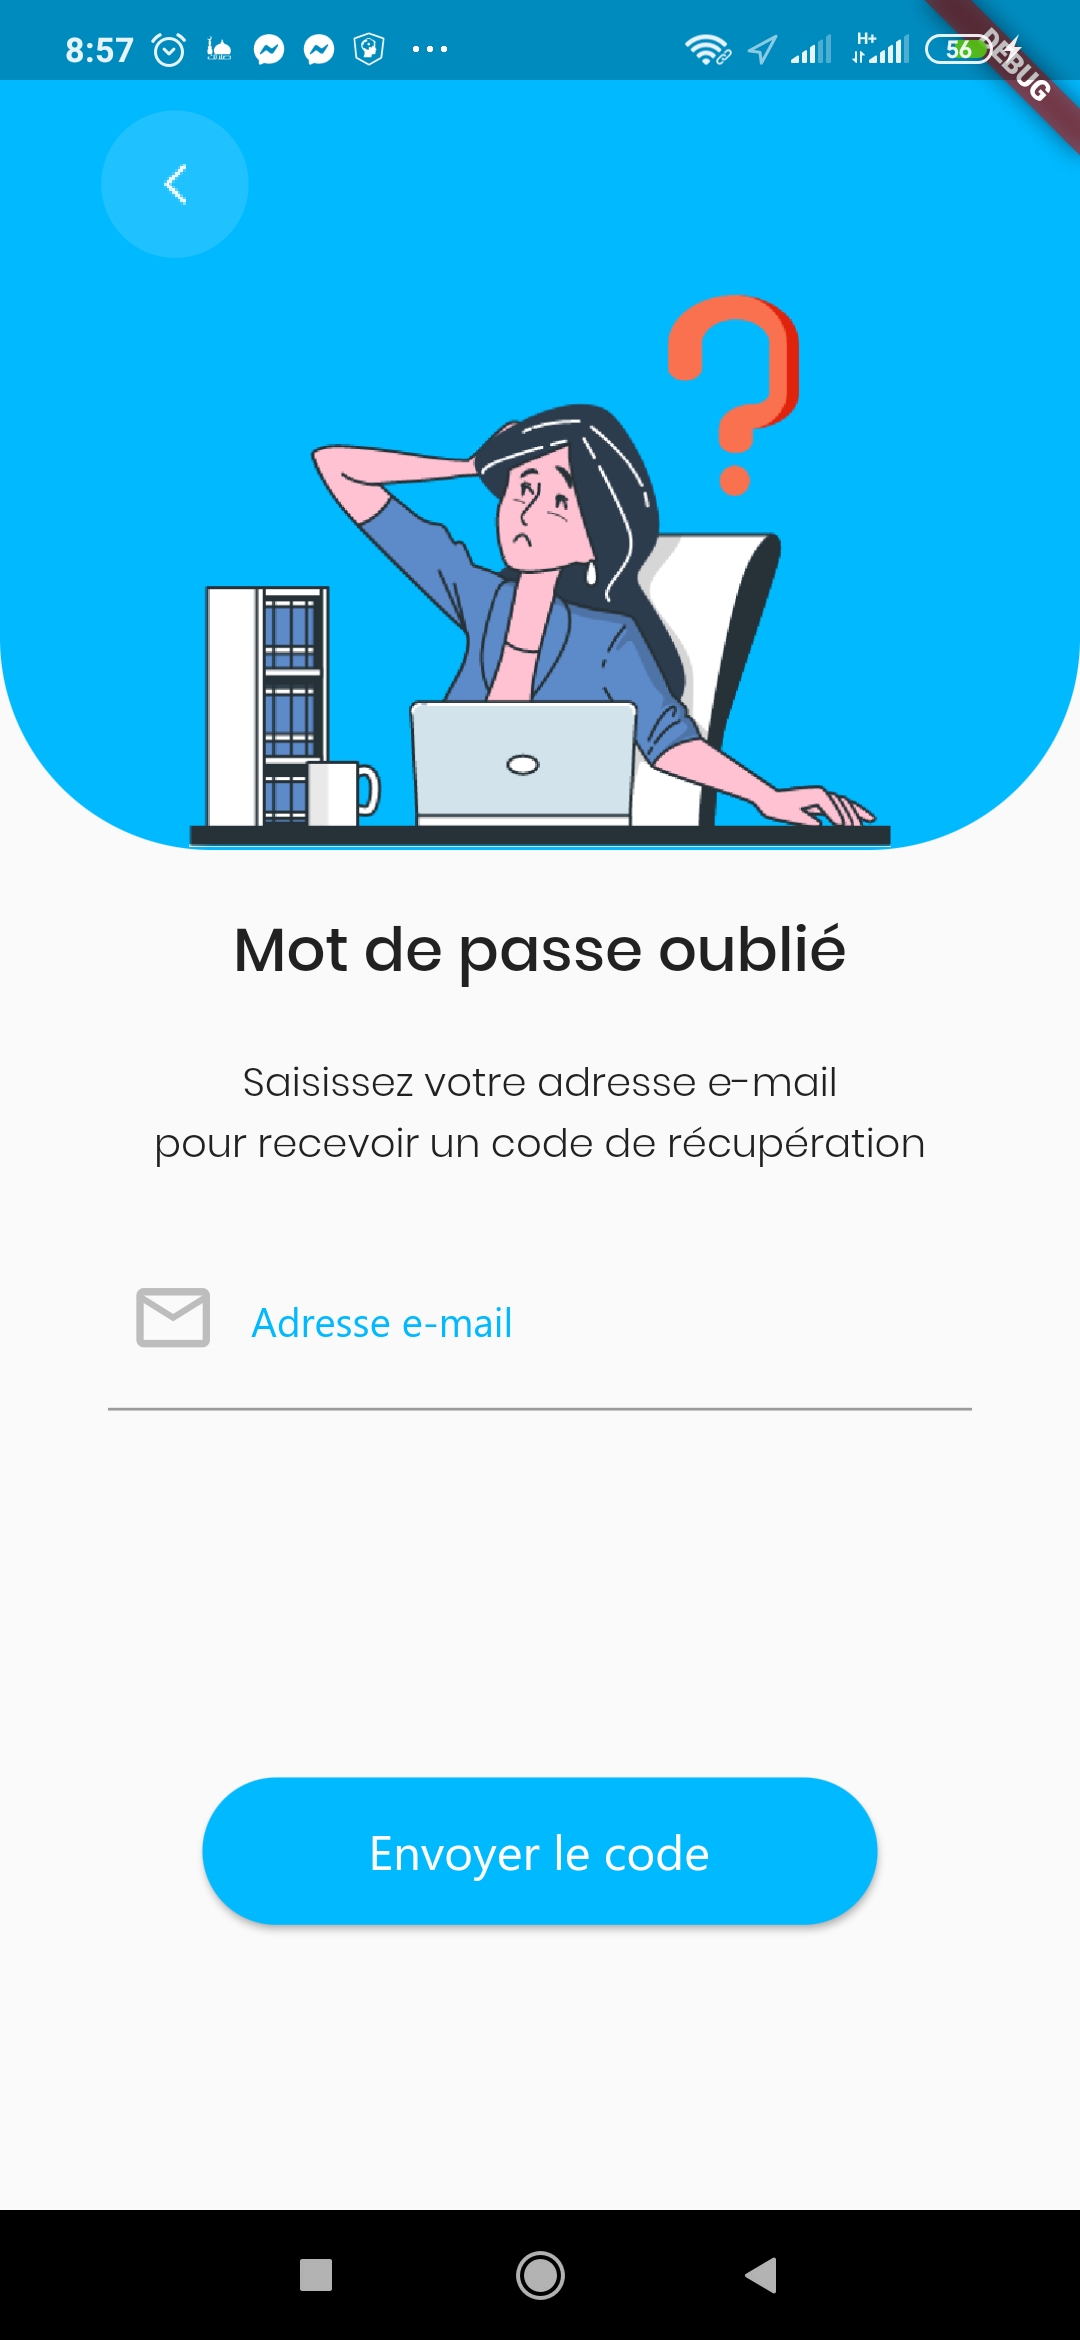 8:57
H+
56
DEBUG
Mot de passe oublié
Saisissez votre adresse e-mail
pour recevoir un code de récupération
Adresse e-mail
Envoyer le code